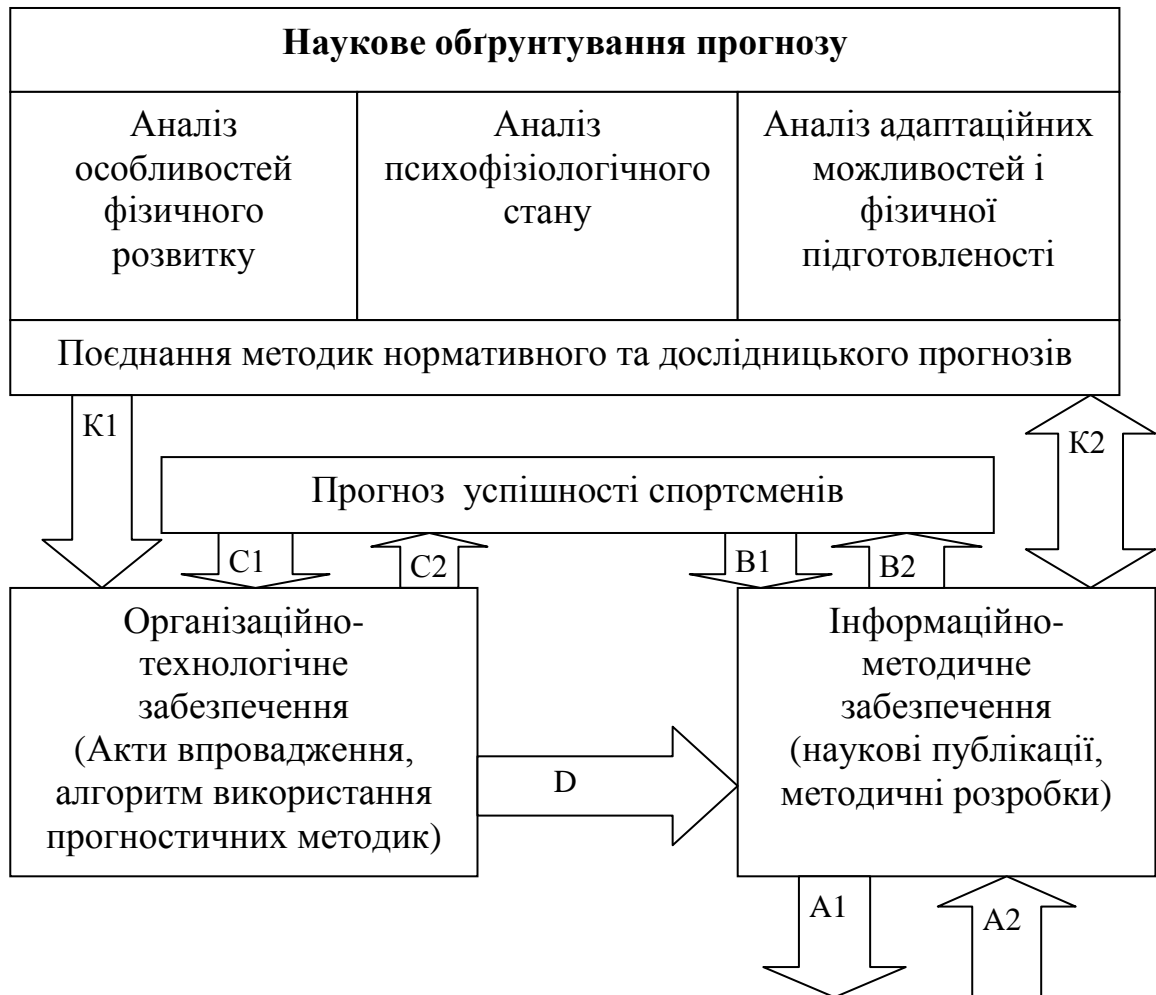 Наукове обґрунтування прогнозу
Аналіз
особливостей
фізичного
розвитку
Аналіз
психофізіологічного
стану
Аналіз адаптаційних
можливостей і
фізичної
підготовленості
Поєднання методик нормативного та дослідницького прогнозів
К1
К2
Прогноз успішності спортсменів
С1
С2
В1
В2
Організаційно-
технологічне
забезпечення
(Акти впровадження,
алгоритм використання
прогностичних методик)
D
Інформаційно-
методичне
забезпечення
(наукові публікації,
методичні розробки)
А1
А2